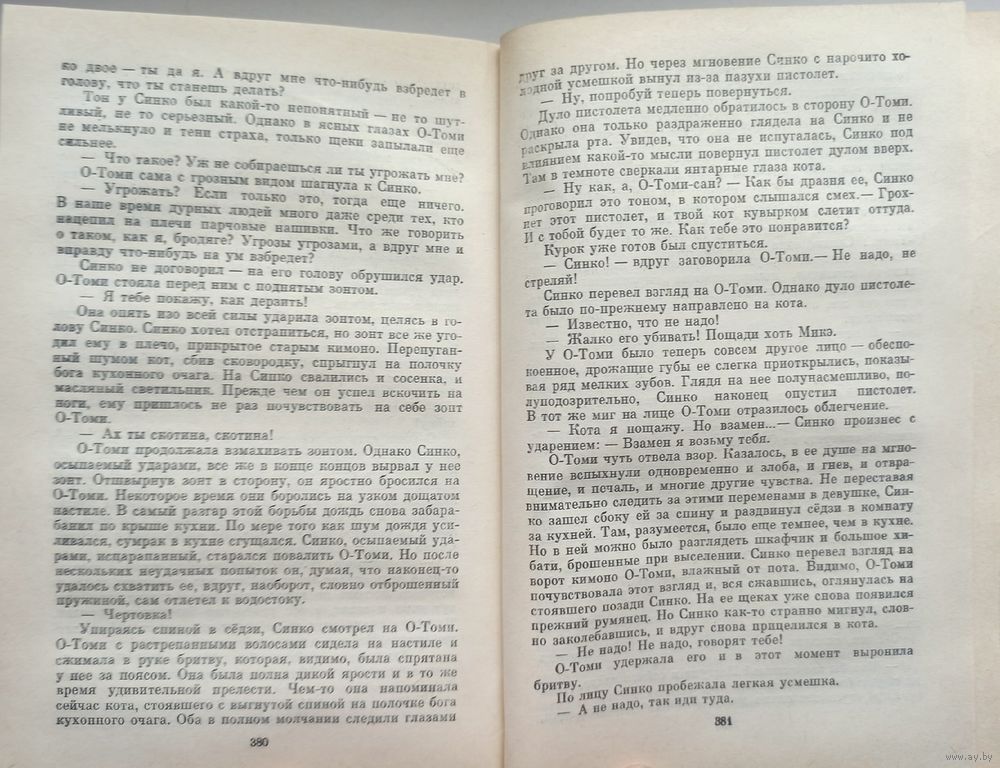 ко двое — ты да я. А вдруг мне что-нибудь взбредет в
голову, что ты станешь делать?
Тон у Синко был какой-то непонятный — не то шут-
ливый, не то серьезный. Однако в ясных глазах О-Томи
не мелькнуло и тени страха, только щеки запылали еще
сильнее.
— Что такое? Уж не собираешься ли ты угрожать мне?
О-Томи сама с грозным видом шагнула к Синко.
— Угрожать? Если только это, тогда еще ничего.—
В наше время дурных людей много даже среди тех, кто
нацепил на плечи парчовые нашивки. Что же говорить
о таком, как я, бродяге? Угрозы угрозами, а вдруг мне и
вправду что-нибудь на ум взбредет?
Синко не договорил — на его голову обрушился удар.
О-Томи стояла перед ним с поднятым зонтом.
— Я тебе покажу, как дерзить!
Она опять изо всей силы ударила зонтом, целясь в го-
лову Синко. Синко хотел отстраниться, но зонт все же уго-
дил ему в плечо, прикрытое старым кимоно. Перепуган-
ный шумом кот, сбив сковородку, спрыгнул на полочку
бога кухонного очага. На Синко свалились и сосенка, и
масляный светильник. Прежде чем он успел вскочить на
ноги, ему пришлось не раз почувствовать на себе зонт
О-Томи.
— Ах ты скотина, скотина!
О-Томи продолжала взмахивать зонтом. Однако Синко,
осыпаемый ударами, все же в конце концов вырвал у нее
зонт. Отшвырнув зонт в сторону, он яростно бросился на
О-Томи. Некоторое время они боролись на узком дощатом
настиле. В самый разгар этой борьбы дождь снова забара-
банил по крыше кухни. По мере того как шум дождя уси-
ливался, сумрак в кухне сгущался. Синко, осыпаемый уда-
рами, исцарапанный, старался повалить О-Томи. Но после
нескольких неудачных попыток он, думая, что наконец-то
удалось схватить ее, вдруг, наоборот, словно отброшенный
пружиной, сам отлетел к водостоку.
— Чертовка!
Упираясь спиной в сёдзи, Синко смотрел на О-Томи.
О-Томи с растрепанными волосами сидела на настиле и
сжимала в руке бритву, которая, видимо, была спрятана
у нее за поясом. Она была полна дикой ярости и в то же
время удивительной прелести. Чем-то она напоминала
сейчас кота, стоявшего с выгнутой спиной на полочке бога
кухонного очага. Оба в полном молчании следили глазами
380
друг за другом. Но через мгновение Синко с нарочито хо-
лодной усмешкой вынул из-за пазухи пистолет.
— Ну, попробуй теперь повернуться.
Дуло пистолета медленно обратилось в сторону О-Томи.
Однако она только раздраженно глядела на Синко и не
раскрыла рта. Увидев, что она не испугалась, Синко под
влиянием какой-то мысли повернул пистолет дулом вверх.
Там в темноте сверкали янтарные глаза кота.
— Ну как, а, О-Томи-сан? — Как бы дразня ее, Синко
проговорил это тоном, в котором слышался смех.— Грох-
нет этот пистолет, и твой кот кувырком слетит оттуда.
И с тобой будет то же. Как тебе это понравится?
Курок уже готов был спуститься.
— Синко! — вдруг заговорила О-Томи.— Не надо, не
стреляй!
Синко перевел взгляд на О-Томи. Однако дуло пистоле-
та было по-прежнему направлено на кота.
— Известно, что не надо!
— Жалко его убивать! Пощади хоть Микэ.
У О-Томи было теперь совсем другое лицо — обеспо-
коенное, дрожащие губы ее слегка приоткрылись, показы-
вая ряд мелких зубов. Глядя на нее полунасмешливо, по-
луподозрительно, Синко наконец опустил пистолет.
В тот же миг на лице О-Томи отразилось облегчение.
— Кота я пощажу. Но взамен...— Синко произнес с
ударением: — Взамен я возьму тебя.
О-Томи чуть отвела взор. Казалось, в ее душе на мгно-
вение вспыхнули одновременно и злоба, и гнев, и отвра-
щение, и печаль, и многие другие чувства. Не переставая
внимательно следить за этими переменами в девушке, Син-
ко зашел сбоку ей за спину и раздвинул сёдзи в комнату
за кухней. Там, разумеется, было еще темнее, чем в кухне.
Но в ней можно было разглядеть шкафчик и большое хи-
бати, брошенные при выселении. Синко перевел взгляд на
ворот кимоно О-Томи, влажный от пота. Видимо, О-Томи
почувствовала этот взгляд и, вся сжавшись, оглянулась на
стоявшего позади Синко. На ее щеках уже снова появился
прежний румянец. Но Синко как-то странно мигнул, слов-
но заколебавшись, и вдруг снова прицелился в кота.
— Не надо! Не надо, говорят тебе!
О-Томи удержала его и в этот момент выронила
бритву.
По лицу Синко пробежала легкая усмешка.
— А не надо, так иди туда.
381
www.ay.by